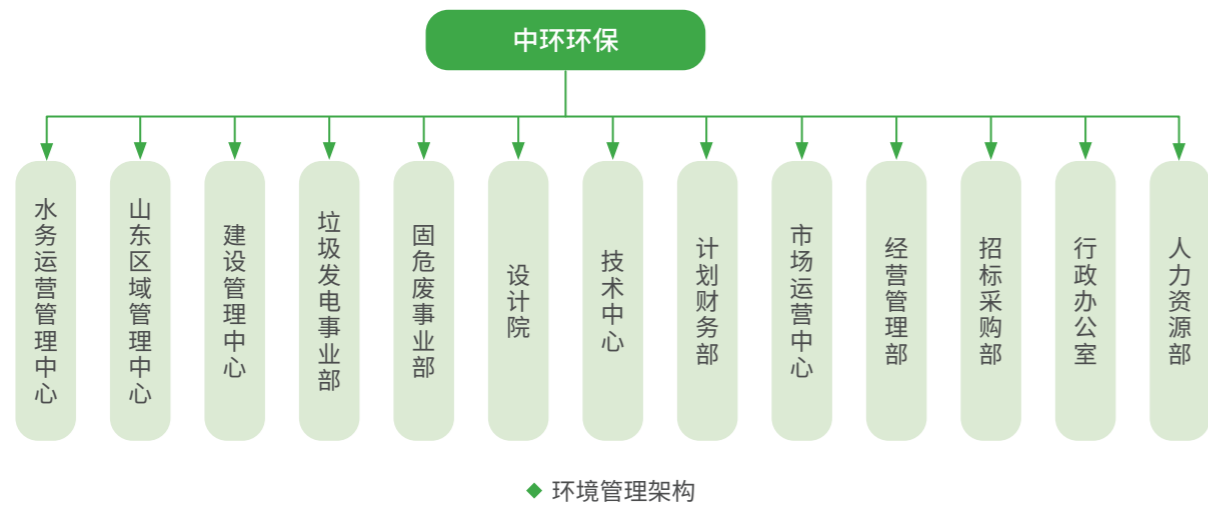 中环环保
水务运营管理中心
山东区域管理中心
建设管理中心
垃圾发电事业部
固危废事业部
设计院
技术中心
计划财务部
市场运营中心
经营管理部
招标采购部
行政办公室
人力资源部
环境管理架构